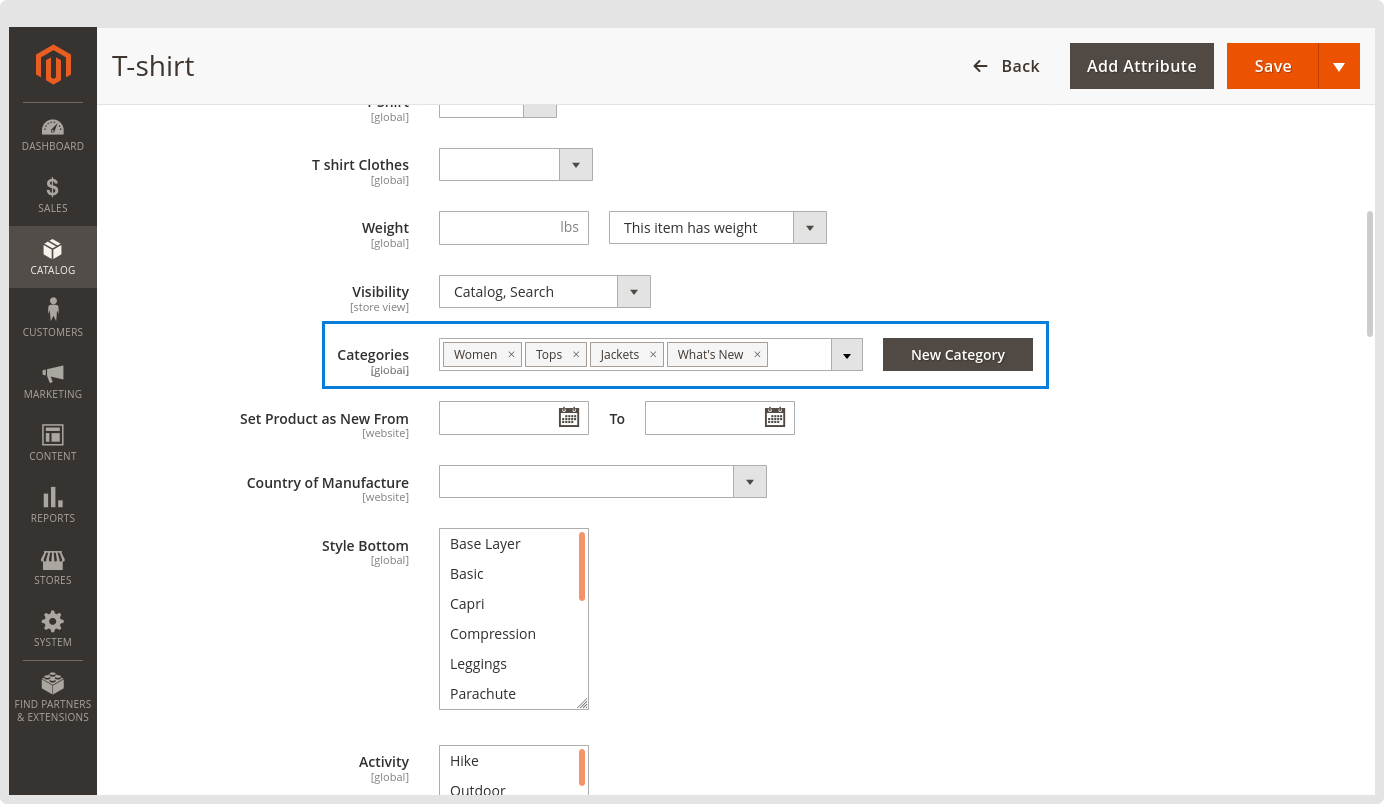 T-shirt
Back
Add Attribute
Save
DASHBOARD
SALES
CATALOG
CUSTOMERS
MARKETING
CONTENT
REPORTS
STORES
SYSTEM
FIND PARTNERS
& EXTENSIONS
[global]
T shirt Clothes
[global]
Weight
[global]
lbs
This item has weight
Visibility
[store view]
Catalog, Search
Categories
[global]
Women ×
Tops ×
Jackets ×
What's New ×
New Category
Set Product as New From
[website]
To
Country of Manufacture
[website]
Style Bottom
[global]
Base Layer
Basic
Capri
Compression
Leggings
Parachute
Activity
[global]
Hike
Outdoor